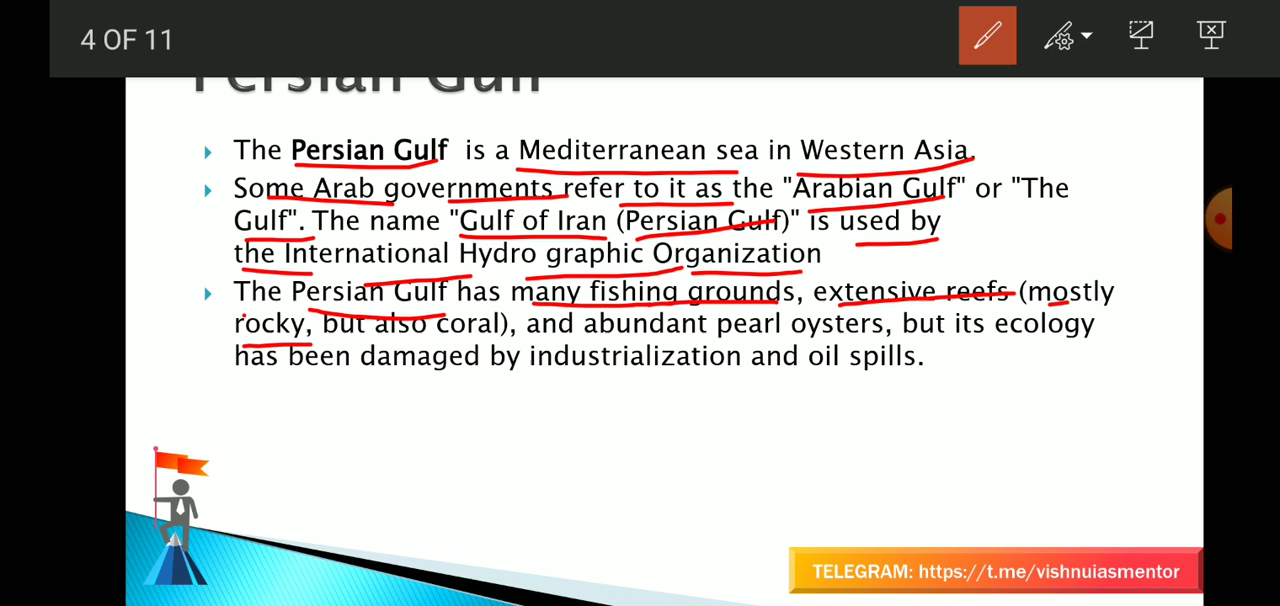 4 OF 11
Persian Gulf
The Persian Gulf is a Mediterranean sea in Western Asia.
Some Arab governments refer to it as the "Arabian Gulf" or "The
Gulf". The name "Gulf of Iran (Persian Gulf)" is used by
the International Hydro graphic Organization
The Persian Gulf has many fishing grounds, extensive reefs (mostly
rocky, but also coral), and abundant pearl oysters, but its ecology
has been damaged by industrialization and oil spills.
TELEGRAM: https://t.me/vishnuiasmentor